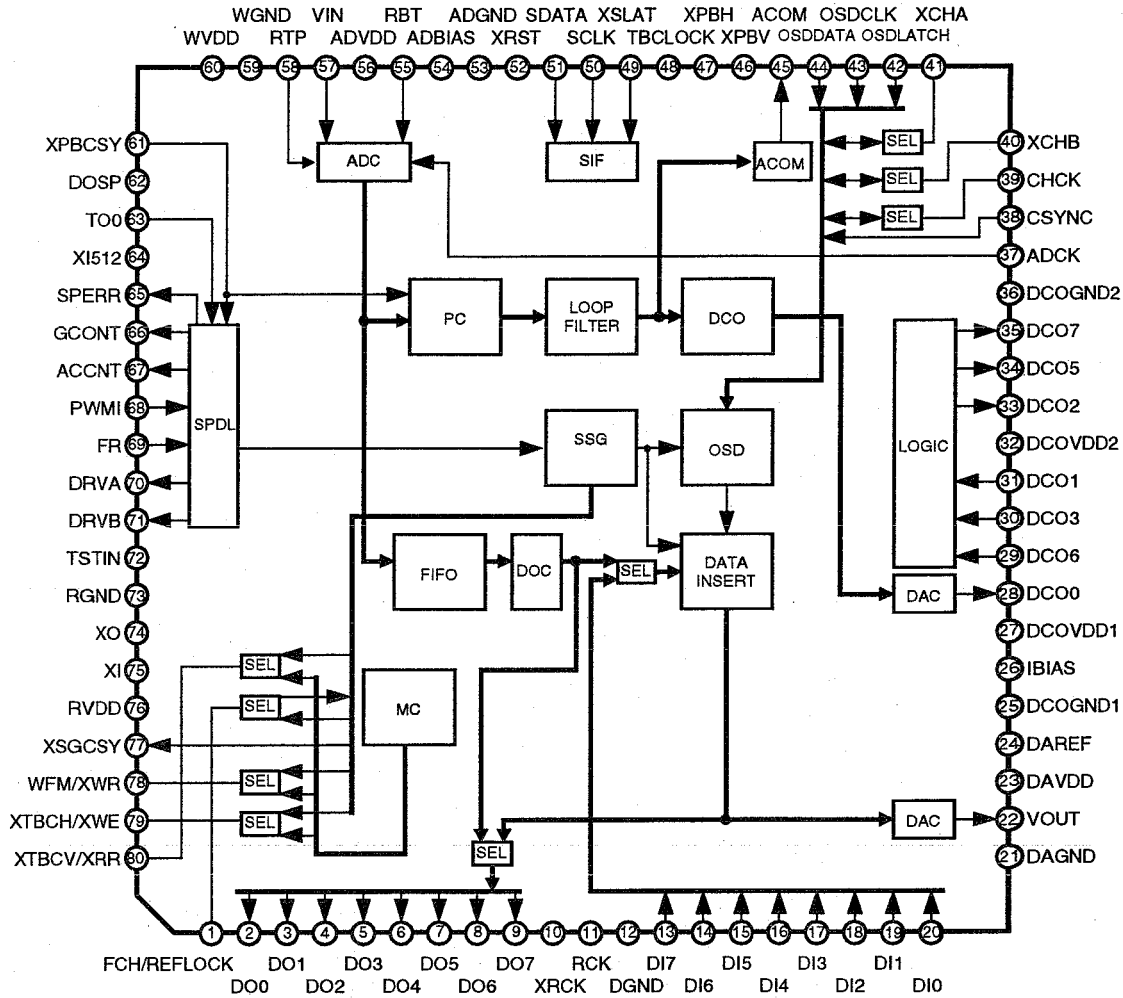 WGND VIN RBT ADGND SDATA XSLAT XPBH ACOM OSDCLK XCHA
WVDD RTP ADVDD ADBIAS XRST SCLK TBCLOCK XPBV OSDDATA OSDLATCH
60 59 58 57 56 55 54 53 52 51 50 49 48 47 46 45 44 43 42 41
XPBCSY 61
DOSP 62
TO0 63
XI512 64
SPERR 65
GCONT 66
ACCNT 67
PWMI 68
FR 69
DRVA 70
DRVB 71
TSTIN 72
RGND 73
XO 74
XI 75
RVDD 76
XSGCSY 77
WFM/XWR 78
XTBCH/XWE 79
XTBCV/XRR 80
ADC
SIF
ACOM
SEL
SEL
SEL
PC
LOOP
FILTER
DCO
SPDL
SSG
OSD
LOGIC
FIFO
DOC
SEL
DATA
INSERT
DAC
SEL
SEL
MC
SEL
SEL
SEL
DAC
40 XCHB
39 CHCK
38 CSYNC
37 ADCK
36 DCOGND2
35 DCO7
34 DCO5
33 DCO2
32 DCOVDD2
31 DCO1
30 DCO3
29 DCO6
28 DCO0
27 DCOVDD1
26 IBIAS
25 DCOGND1
24 DAREF
23 DAVDD
22 VOUT
21 DAGND
1 2 3 4 5 6 7 8 9 10 11 12 13 14 15 16 17 18 19 20
FCH/REFLOCK DO1 DO3 DO5 DO7 RCK DI7 DI5 DI3 DI1
DO0 DO2 DO4 DO6 XRCK DGND DI6 DI4 DI2 DI0